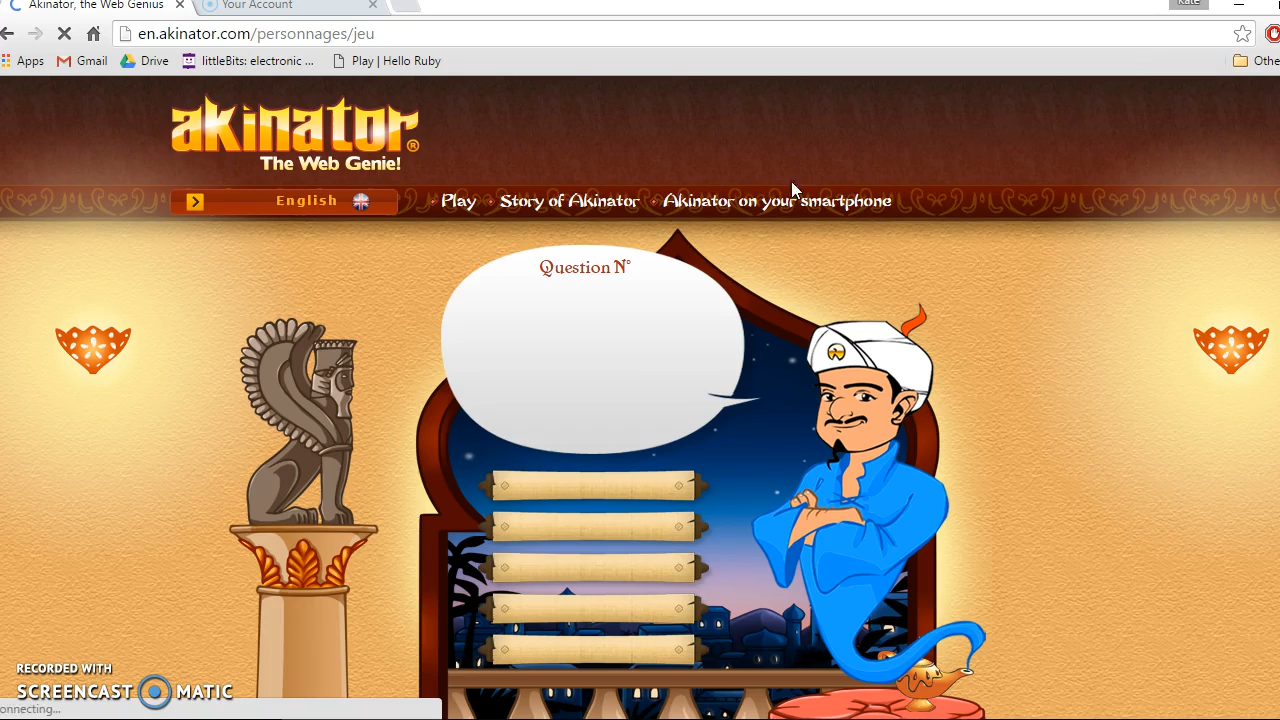 Akinator, the Web Genius
Your Account
Kate
en.akinator.com/personnages/jeu
Apps
Gmail
Drive
littleBits: electronic ...
Play | Hello Ruby
Othe
akinator®
The Web Genie!
English
Play
Story of Akinator
Akinator on your smartphone
Question N°
RECORDED WITH
SCREENCAST MATIC
onnecting...